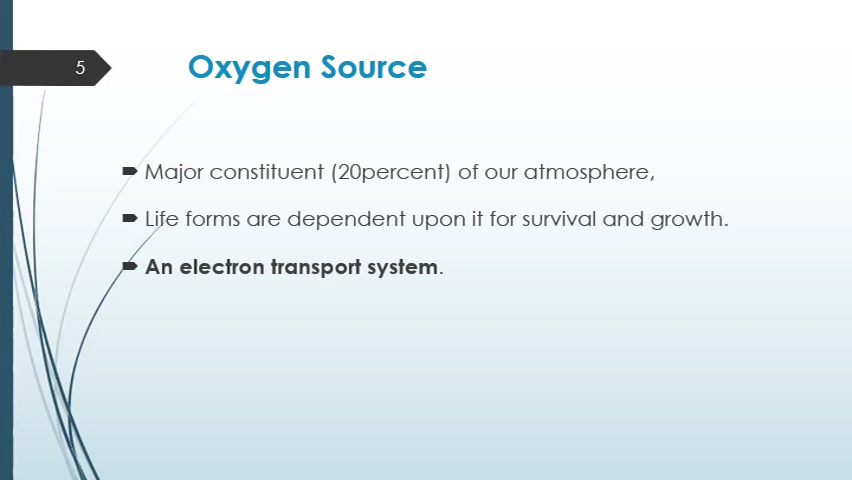 5
Oxygen Source
Major constituent (20percent) of our atmosphere,
Life forms are dependent upon it for survival and growth.
An electron transport system.